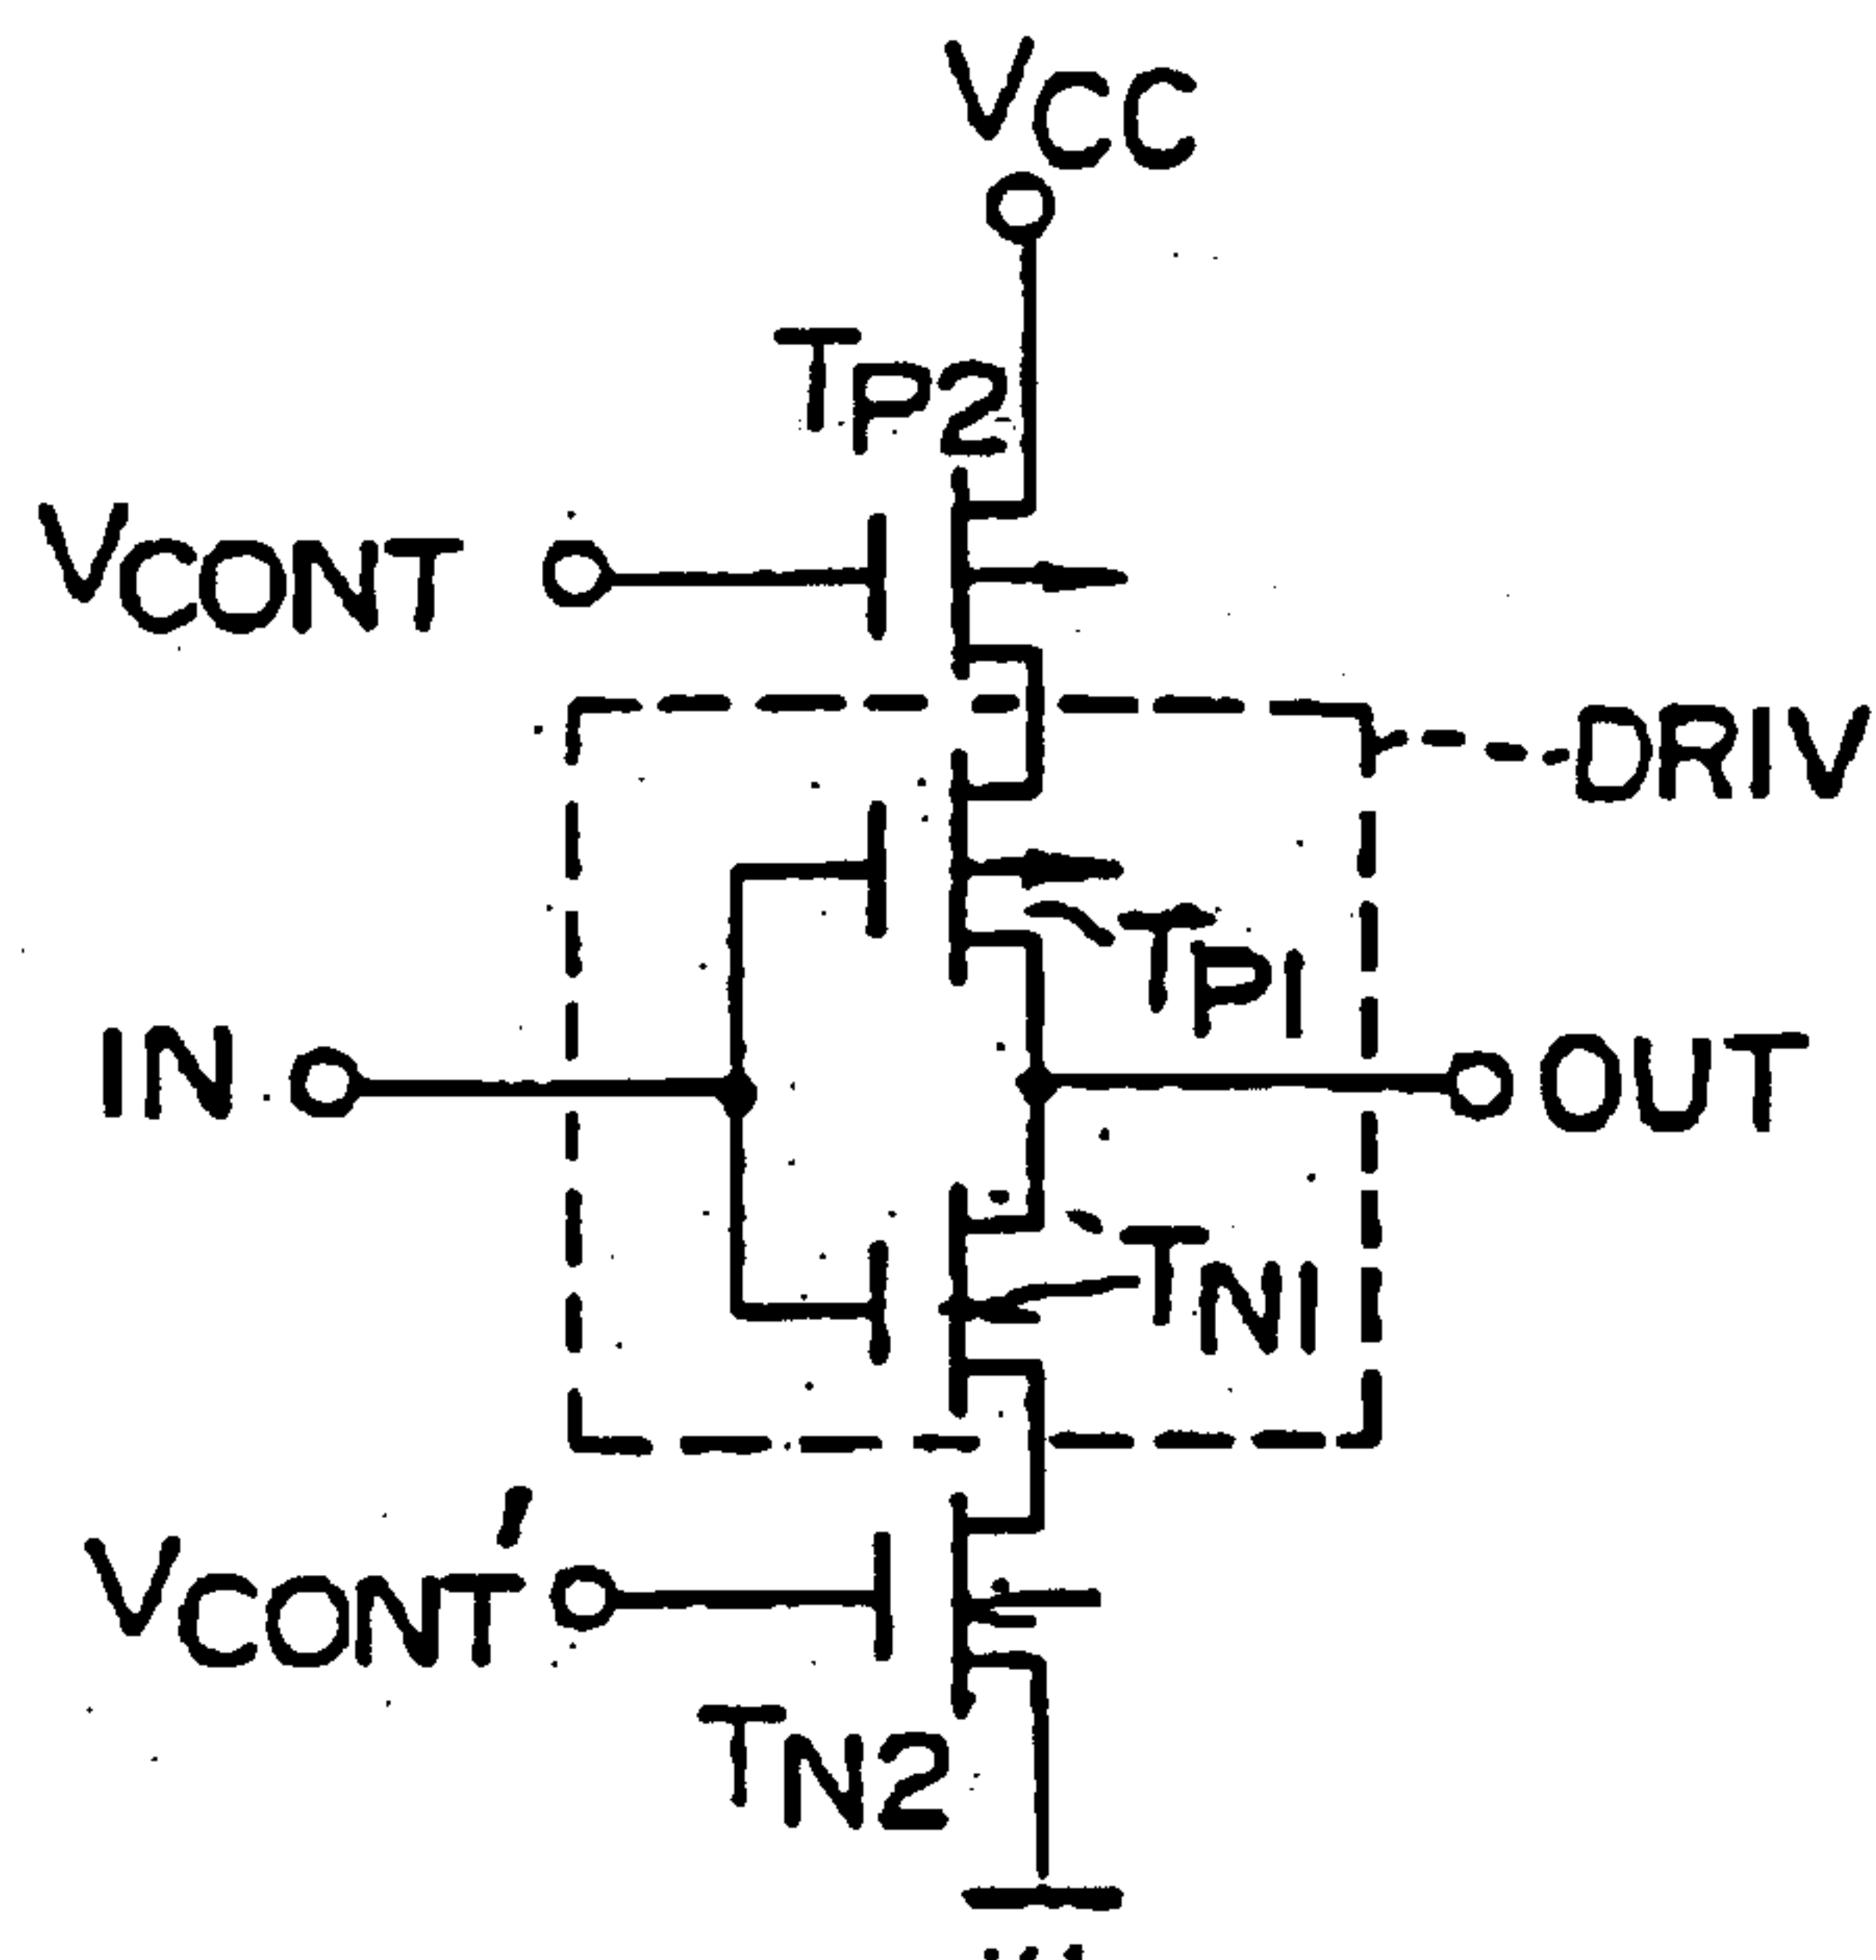 VCC
TP2
VCONT
DRIV
TP1
IN
OUT
TN1
VCONT'
TN2